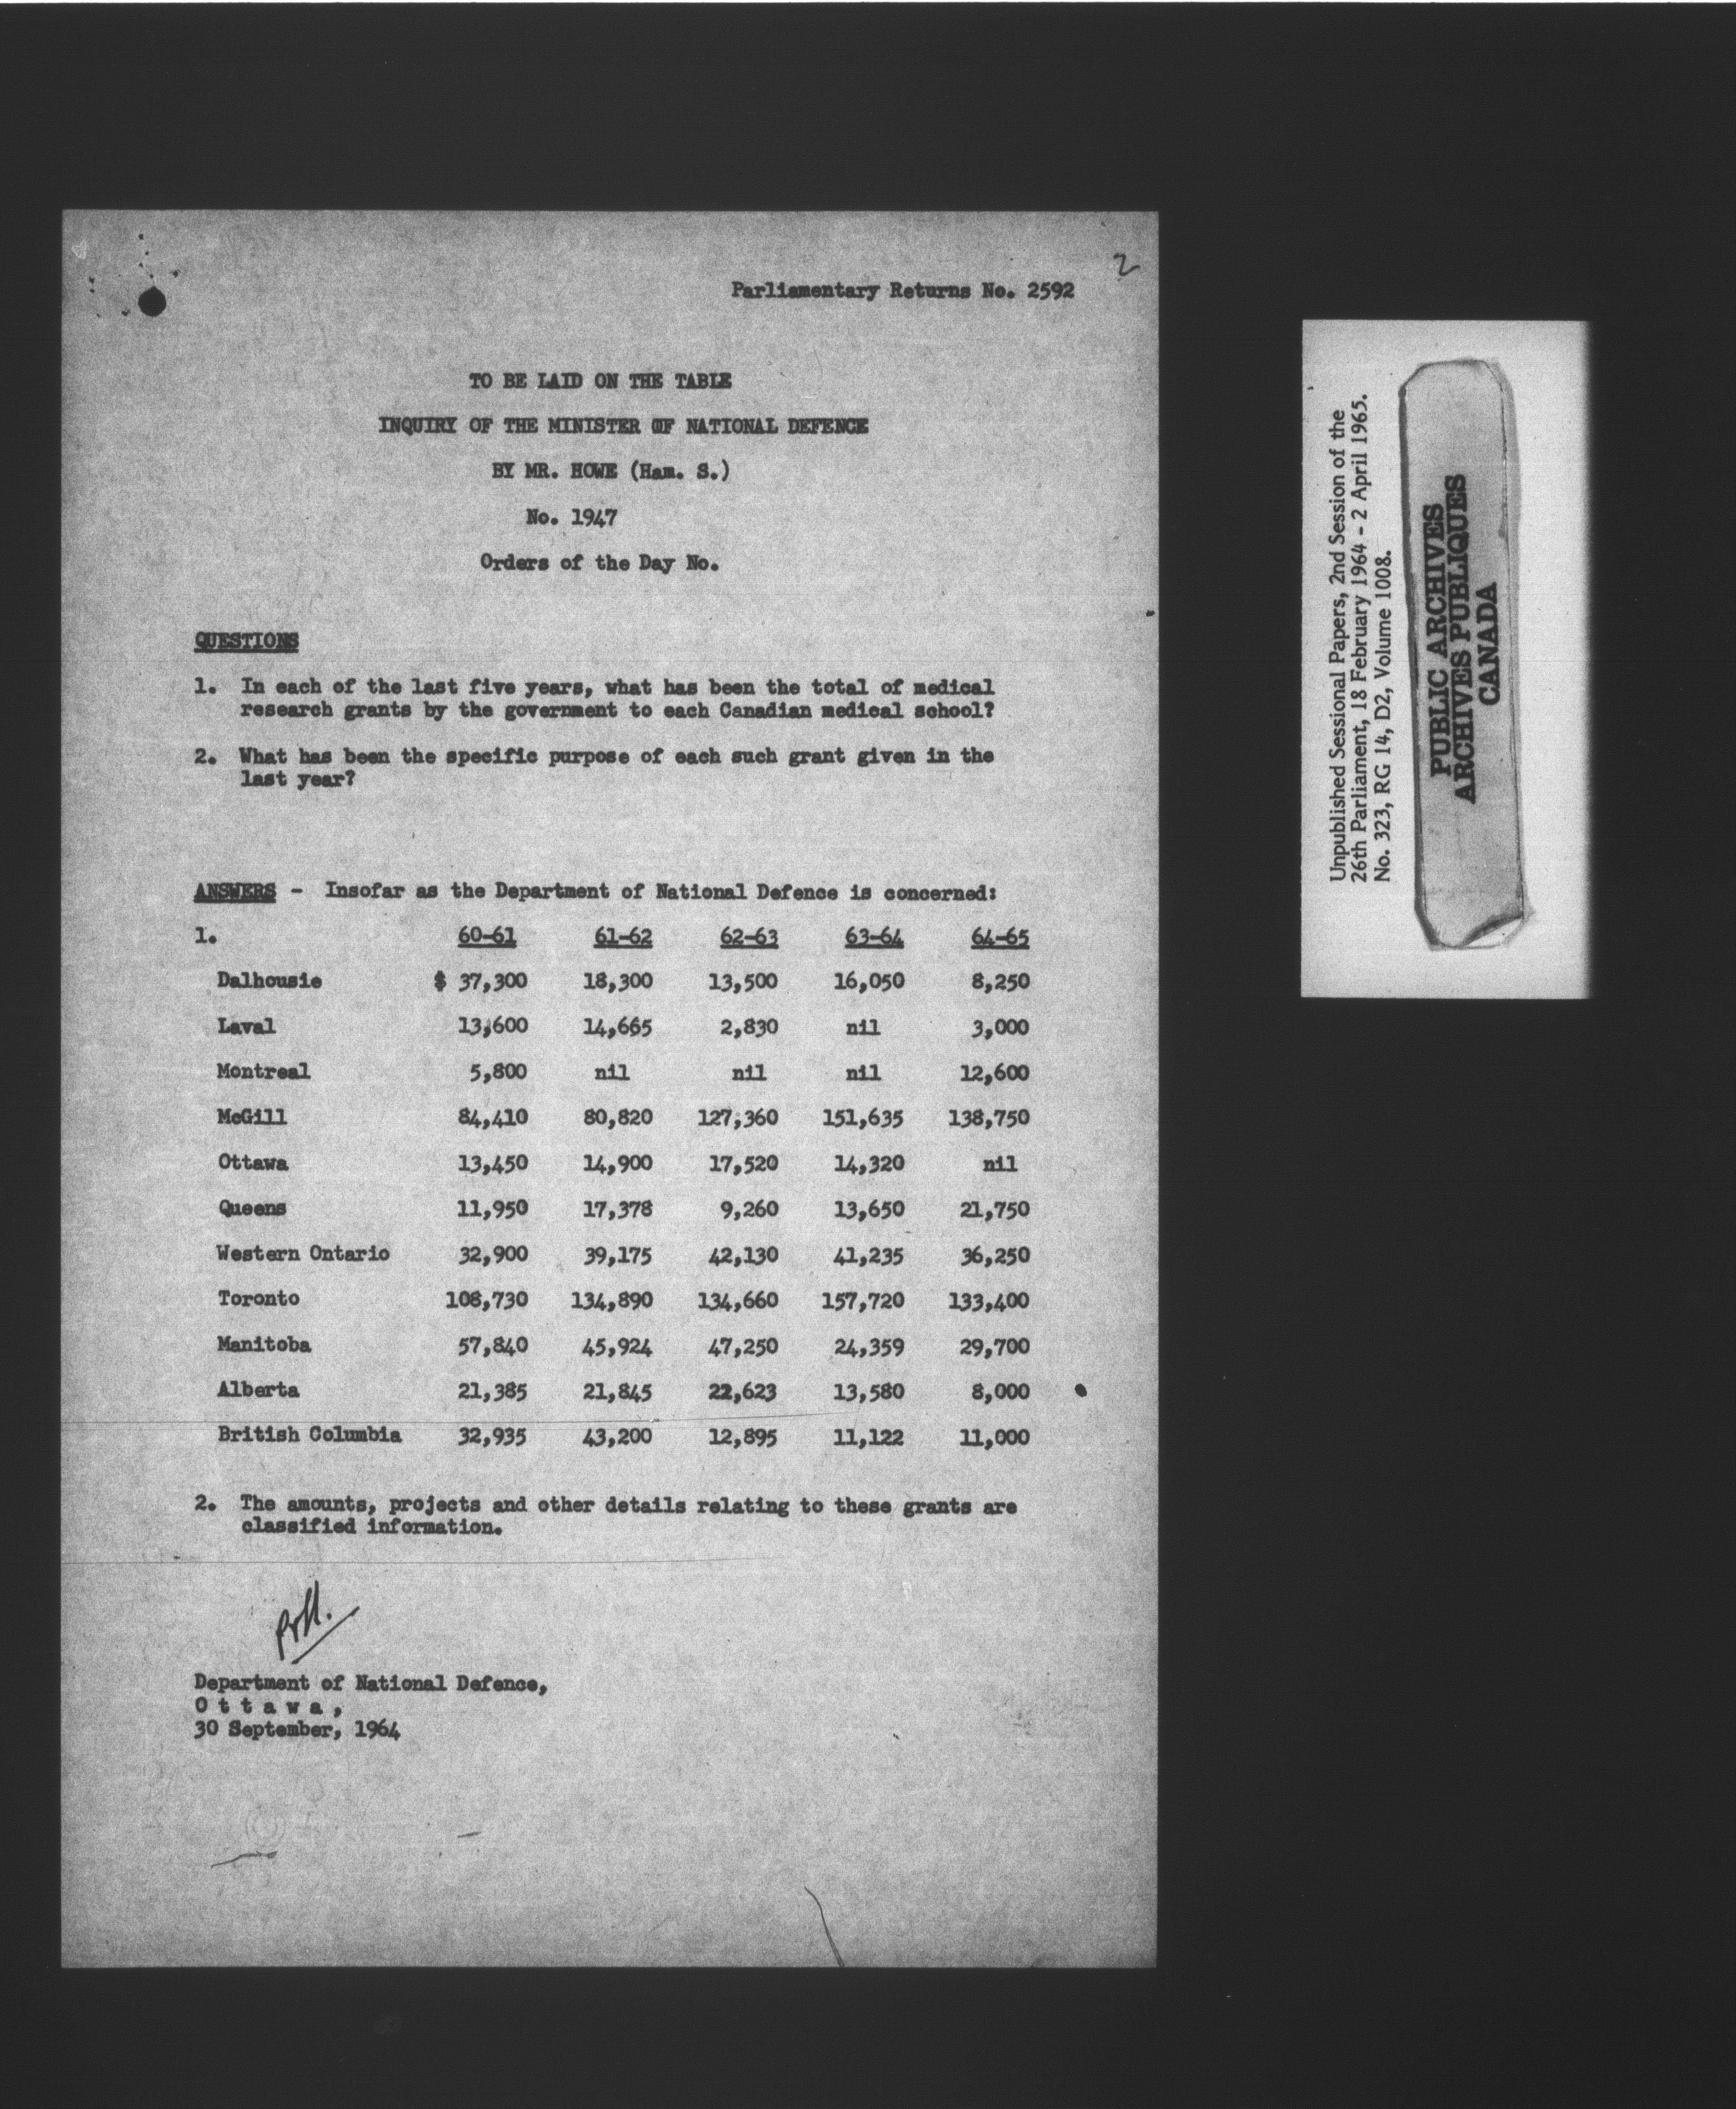 2
Parliamentary Returns No. 2592
TO BE LAID ON THE TABLE
INQUIRY OF THE MINISTER OF NATIONAL DEFENCE
BY MR. HOWE (Ham. S.)
No. 1947
Orders of the Day No.
QUESTIONS
1. In each of the last five years, what has been the total of medical
research grants by the government to each Canadian medical school?
2. What has been the specific purpose of each such grant given in the
last year?
ANSWERS - Insofar as the Department of National Defence is concerned:
1. 60-61 61-62 62-63 63-64 64-65
Dalhousie $ 37,300 18,300 13,500 16,050 8,250
Laval 13,600 14,665 2,830 nil 3,000
Montreal 5,800 nil nil nil 12,600
McGill 84,410 80,820 127,360 151,635 138,750
Ottawa 13,450 14,900 17,520 14,320 nil
Queens 11,950 17,378 9,260 13,650 21,750
Western Ontario 32,900 39,175 42,130 41,235 36,250
Toronto 108,730 134,890 134,660 157,720 133,400
Manitoba 57,840 45,924 47,250 24,359 29,700
Alberta 21,385 21,845 22,623 13,580 8,000
British Columbia 32,935 43,200 12,895 11,122 11,000
2. The amounts, projects and other details relating to these grants are
classified information.
Department of National Defence,
O t t a w a,
30 September, 1964
Unpublished Sessional Papers, 2nd Session of the
26th Parliament, 18 February 1964 - 2 April 1965.
No. 323, RG 14, D2, Volume 1008.
PUBLIC ARCHIVES
ARCHIVES PUBLIQUES
CANADA